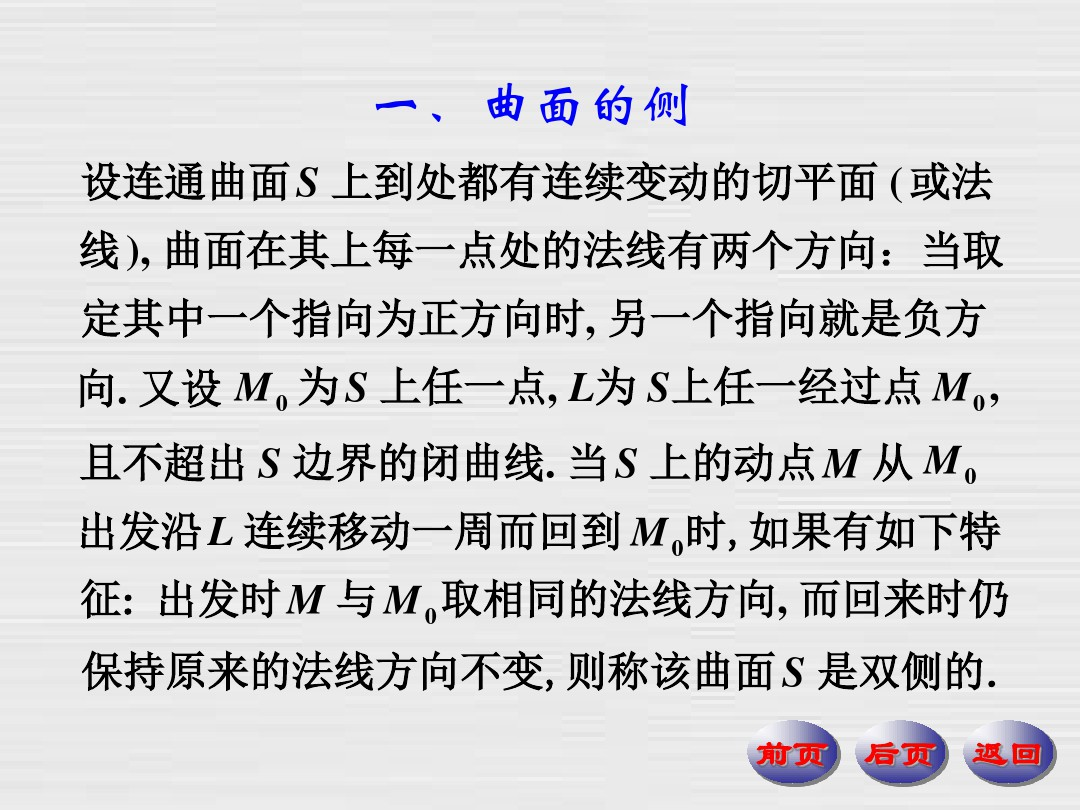 一、曲面的侧
设连通曲面S 上到处都有连续变动的切平面 (或法
线), 曲面在其上每一点处的法线有两个方向：当取
定其中一个指向为正方向时, 另一个指向就是负方
向. 又设 M₀ 为S 上任一点, L为 S上任一经过点 M₀,
且不超出 S 边界的闭曲线. 当S 上的动点M 从 M₀
出发沿L 连续移动一周而回到 M₀时, 如果有如下特
征: 出发时M 与M₀取相同的法线方向, 而回来时仍
保持原来的法线方向不变, 则称该曲面S 是双侧的.
前页 后页 返回